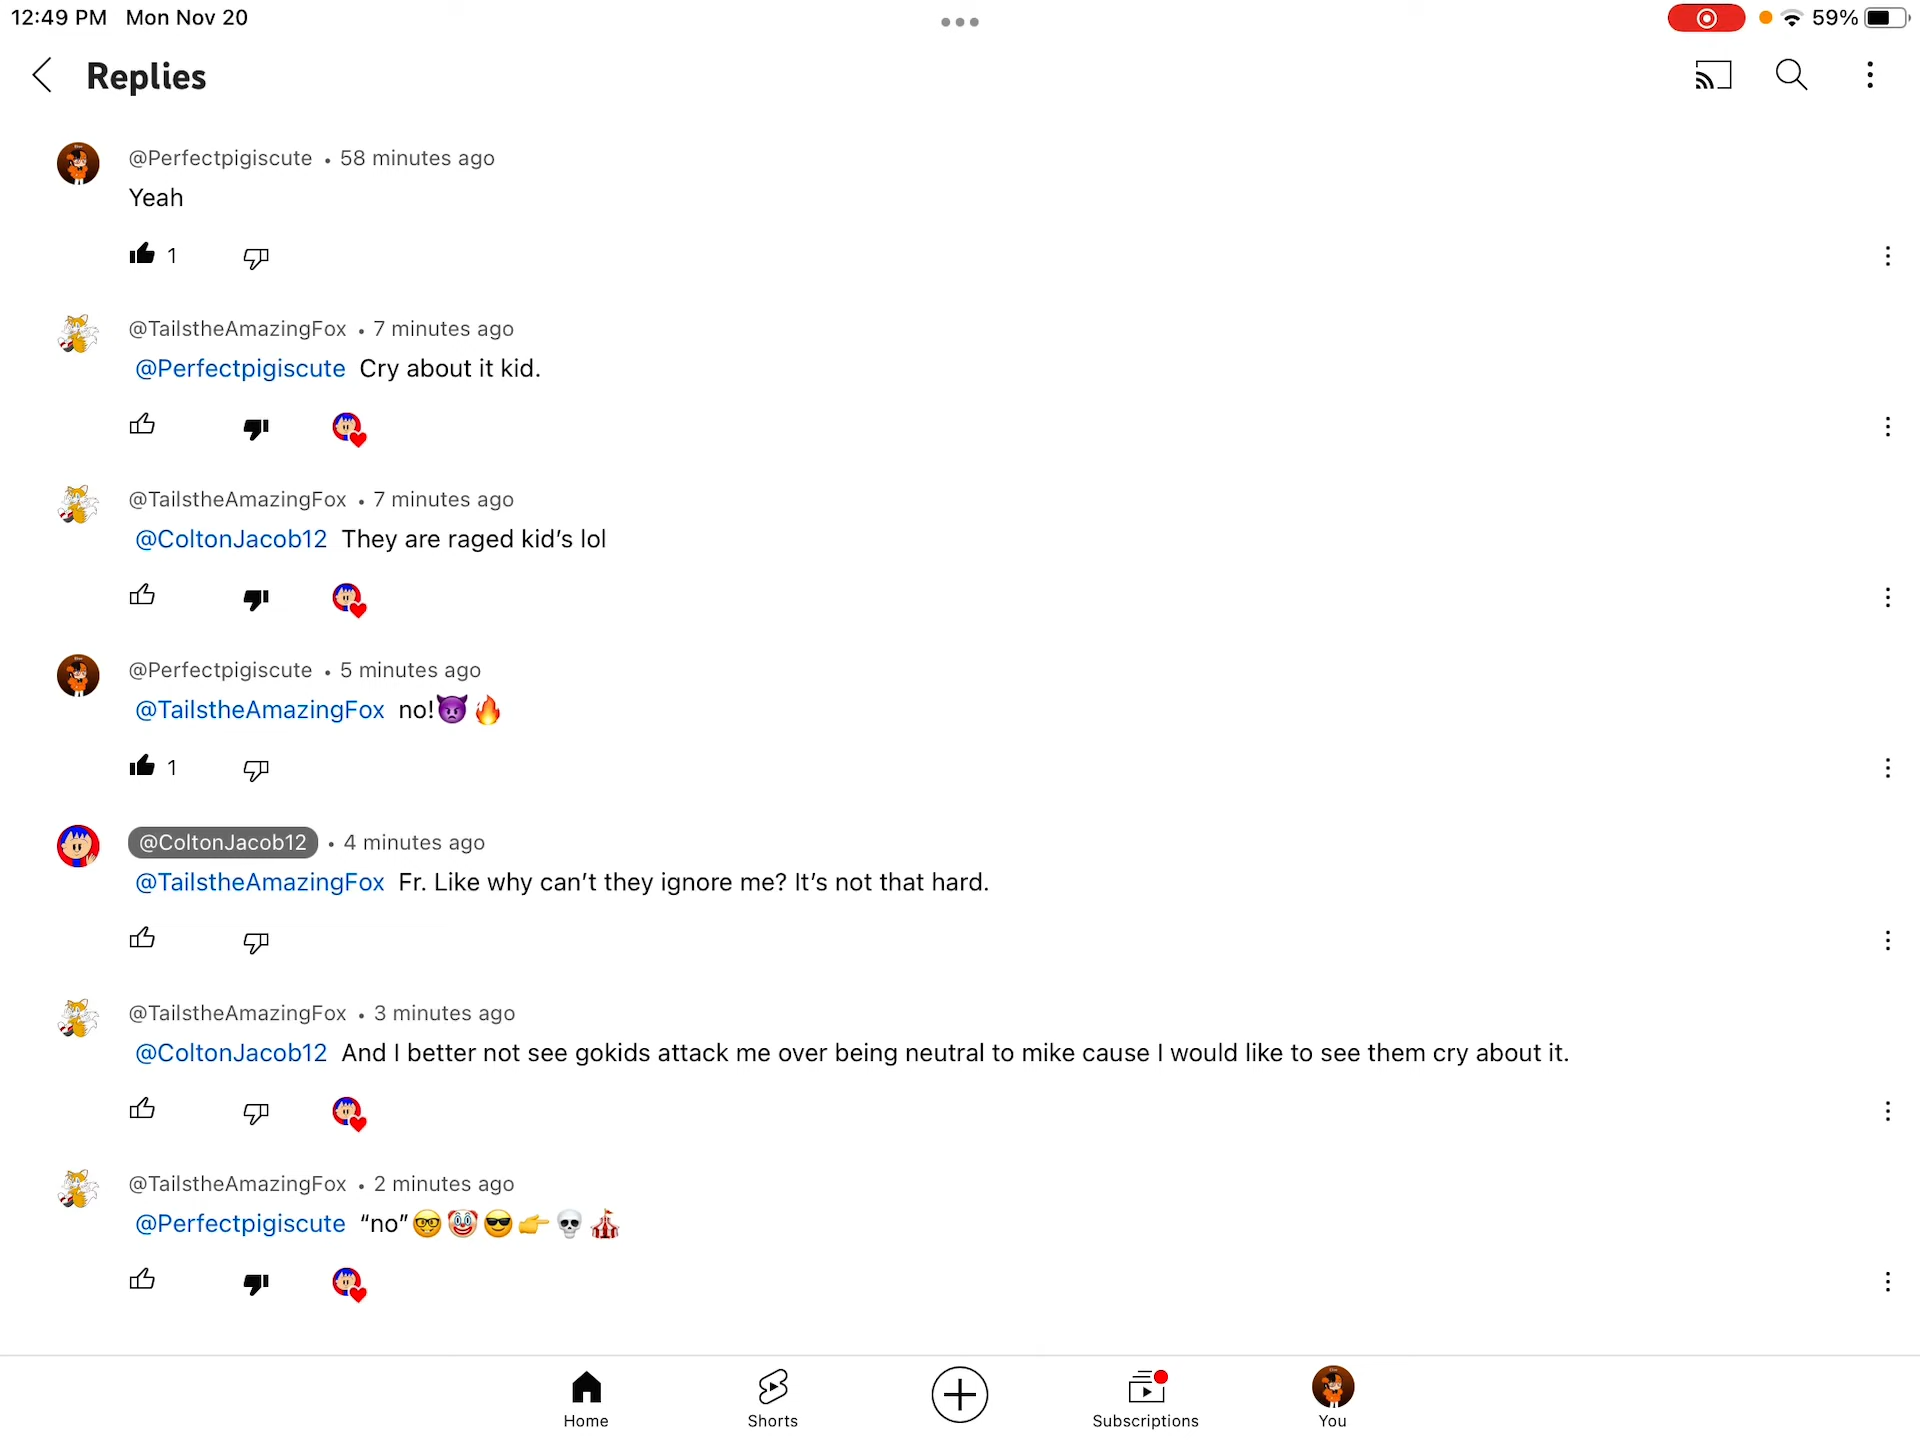 12:49 PM Mon Nov 20
59%
Replies
@Perfectpigiscute • 58 minutes ago
Yeah
1
@TailstheAmazingFox • 7 minutes ago
@Perfectpigiscute Cry about it kid.
@TailstheAmazingFox • 7 minutes ago
@ColtonJacob12 They are raged kid’s lol
@Perfectpigiscute • 5 minutes ago
@TailstheAmazingFox no!👿🔥
1
@ColtonJacob12 • 4 minutes ago
@TailstheAmazingFox Fr. Like why can’t they ignore me? It’s not that hard.
@TailstheAmazingFox • 3 minutes ago
@ColtonJacob12 And I better not see gokids attack me over being neutral to mike cause I would like to see them cry about it.
@TailstheAmazingFox • 2 minutes ago
@Perfectpigiscute “no”🤓🤡😎👉💀🎪
Home
Shorts
Subscriptions
You